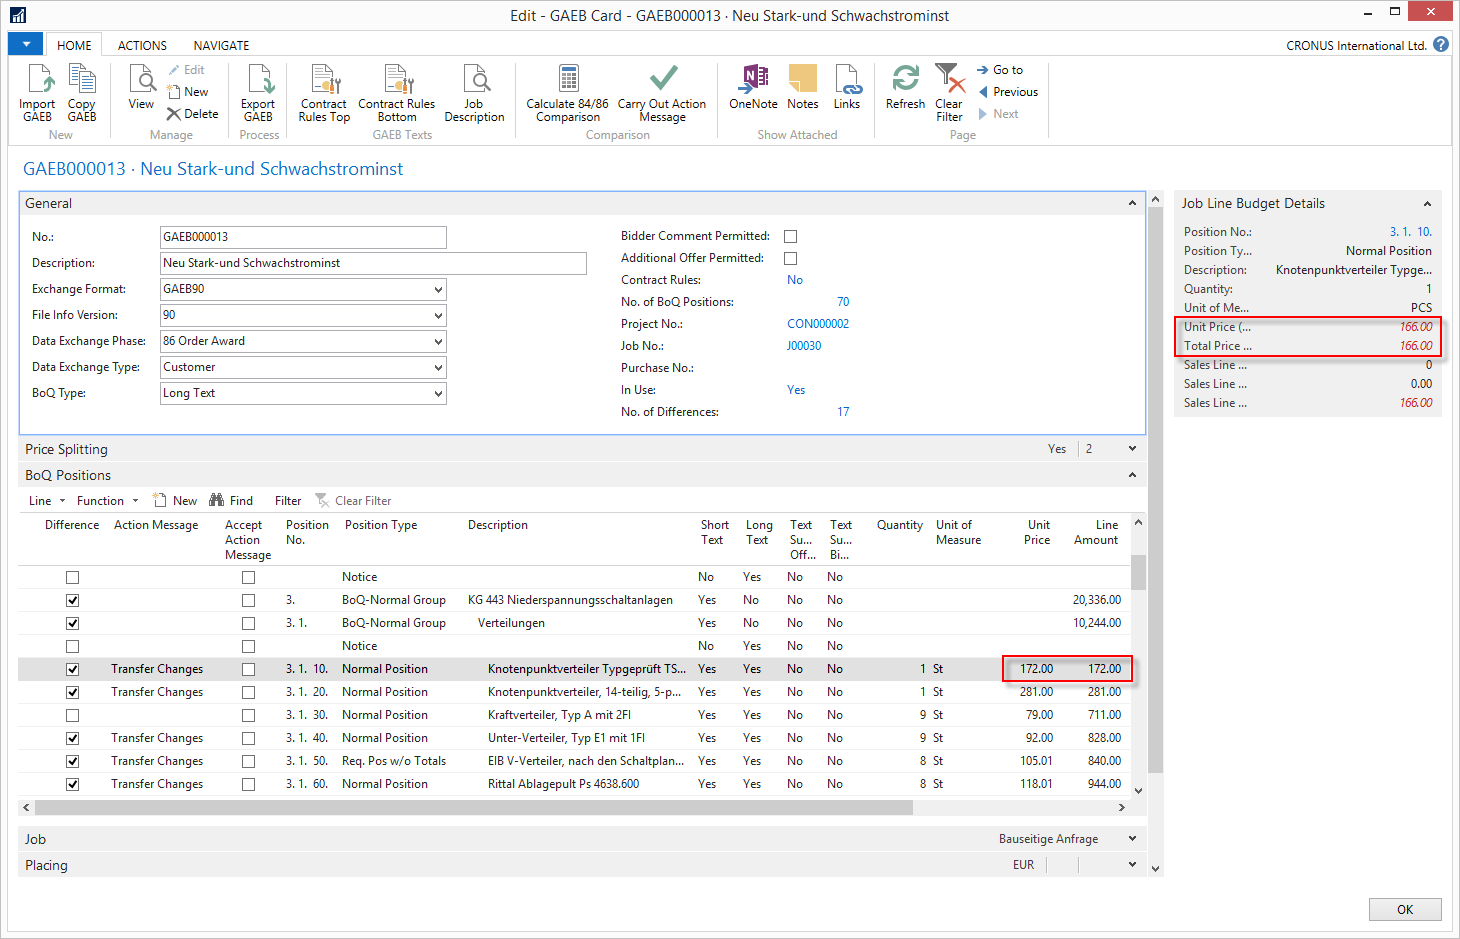 Edit - GAEB Card - GAEB000013 · Neu Stark-und Schwachstrominst
HOME ACTIONS NAVIGATE CRONUS International Ltd. ?
Import GAEB
Copy GAEB
New
View
Edit
New
Delete
Manage
Export GAEB
Process
Contract Rules Top
Contract Rules Bottom
Job Description
GAEB Texts
Calculate 84/86 Comparison
Carry Out Action Message
Comparison
OneNote
Notes
Links
Show Attached
Refresh
Clear Filter
Go to
Previous
Next
Page
GAEB000013 · Neu Stark-und Schwachstrominst
General
No.: GAEB000013
Description: Neu Stark-und Schwachstrominst
Exchange Format: GAEB90
File Info Version: 90
Data Exchange Phase: 86 Order Award
Data Exchange Type: Customer
BoQ Type: Long Text
Bidder Comment Permitted:
Additional Offer Permitted:
Contract Rules: No
No. of BoQ Positions: 70
Project No.: CON000002
Job No.: J00030
Purchase No.:
In Use: Yes
No. of Differences: 17
Price Splitting Yes 2
BoQ Positions
Line Function New Find Filter Clear Filter
Difference Action Message Accept Action Message Position No. Position Type Description Short Text Long Text Text Su... Off... Text Su... Bi... Quantity Unit of Measure Unit Price Line Amount
Notice No Yes No No
3. BoQ-Normal Group KG 443 Niederspannungsschaltanlagen Yes No No No 20,336.00
3. 1. BoQ-Normal Group Verteilungen Yes No No No 10,244.00
Notice No Yes No No
Transfer Changes 3. 1. 10. Normal Position Knotenpunktverteiler Typgeprüft TS... Yes Yes No No 1 St 172.00 172.00
Transfer Changes 3. 1. 20. Normal Position Knotenpunktverteiler, 14-teilig, 5-p... Yes Yes No No 1 St 281.00 281.00
3. 1. 30. Normal Position Kraftverteiler, Typ A mit 2FI Yes Yes No No 9 St 79.00 711.00
Transfer Changes 3. 1. 40. Normal Position Unter-Verteiler, Typ E1 mit 1FI Yes Yes No No 9 St 92.00 828.00
Transfer Changes 3. 1. 50. Req. Pos w/o Totals EIB V-Verteiler, nach den Schaltplan... Yes Yes No No 8 St 105.01 840.00
Transfer Changes 3. 1. 60. Normal Position Rittal Ablagepult Ps 4638.600 Yes Yes No No 8 St 118.01 944.00
Job Bauseitige Anfrage
Placing EUR
Job Line Budget Details
Position No.: 3. 1. 10.
Position Ty... Normal Position
Description: Knotenpunktverteiler Typge...
Quantity: 1
Unit of Me... PCS
Unit Price (... 166.00
Total Price ... 166.00
Sales Line ... 0
Sales Line ... 0.00
Sales Line ... 166.00
OK